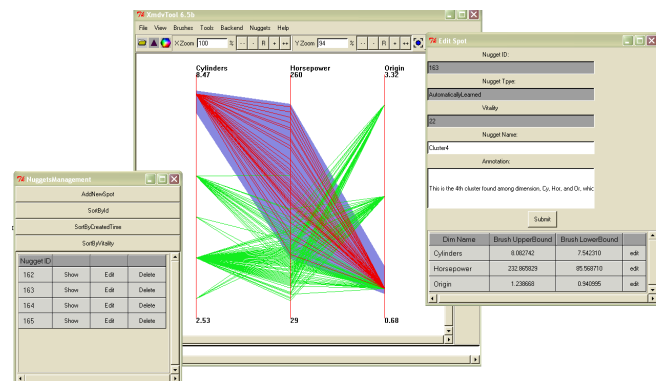 XmdvTool 6.5b
File View Brushes Tools Backend Nuggets Help
X Zoom 100 % -- - R + ++ Y Zoom 94 % -- - R + ++
Cylinders Horsepower Origin
8.47 260 3.32
2.53 29 0.68
NuggetsManagement
AddNewSpot
SortById
SortByCreatedTime
SortByVitality
Nugget ID
162 Show Edit Delete
163 Show Edit Delete
164 Show Edit Delete
165 Show Edit Delete
Edit Spot
Nugget ID:
163
Nugget Type:
AutomaticallyLearned
Vitality
22
Nugget Name:
Cluster4
Annotation:
This is the 4th cluster found among dimension, Cy, Hor, and Or, whic
Submit
Dim Name Brush UpperBound Brush LowerBound
Cylinders 8.082742 7.542310 edit
Horsepower 232.865829 85.568710 edit
Origin 1.238668 0.940995 edit